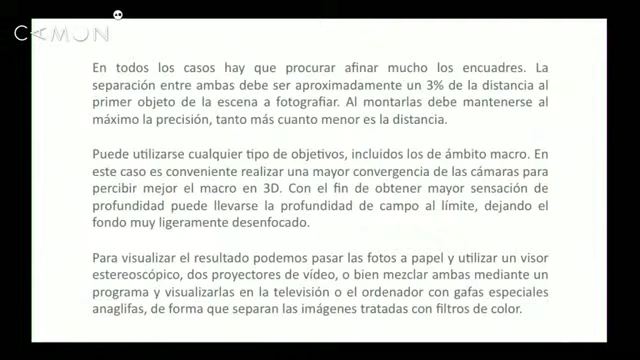 CAMON
En todos los casos hay que procurar afinar mucho los encuadres. La
separación entre ambas debe ser aproximadamente un 3% de la distancia al
primer objeto de la escena a fotografiar. Al montarlas debe mantenerse al
máximo la precisión, tanto más cuanto menor es la distancia.
Puede utilizarse cualquier tipo de objetivos, incluidos los de ámbito macro. En
este caso es conveniente realizar una mayor convergencia de las cámaras para
percibir mejor el macro en 3D. Con el fin de obtener mayor sensación de
profundidad puede llevarse la profundidad de campo al límite, dejando el
fondo muy ligeramente desenfocado.
Para visualizar el resultado podemos pasar las fotos a papel y utilizar un visor
estereoscópico, dos proyectores de vídeo, o bien mezclar ambas mediante un
programa y visualizarlas en la televisión o el ordenador con gafas especiales
anaglifas, de forma que separan las imágenes tratadas con filtros de color.